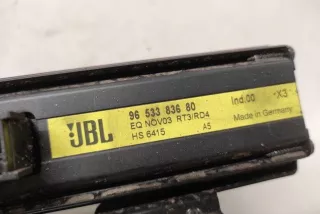 JBL
96 533 836 80
EQ NOV03 RT3/RD4
HS 6415 A5
Ind.00 -X3-
Made in Germany